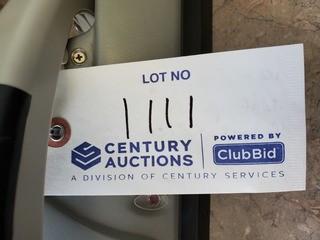 LOT NO
1111
CENTURY AUCTIONS
POWERED BY
ClubBid
A DIVISION OF CENTURY SERVICES